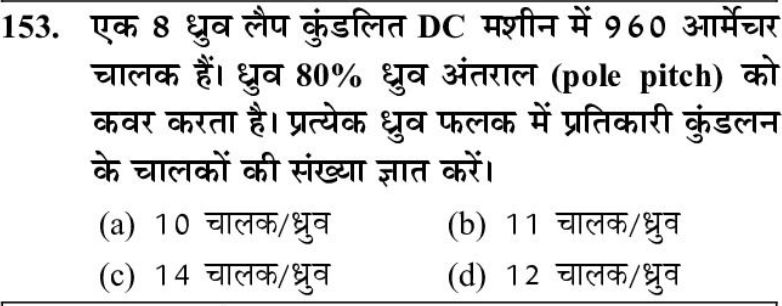 153. एक 8 ध्रुव लैप कुंडलित DC मशीन में 960 आर्मेचर
चालक हैं। ध्रुव 80% ध्रुव अंतराल (pole pitch) को
कवर करता है। प्रत्येक ध्रुव फलक में प्रतिकारी कुंडलन
के चालकों की संख्या ज्ञात करें।
(a) 10 चालक/ध्रुव (b) 11 चालक/ध्रुव
(c) 14 चालक/ध्रुव (d) 12 चालक/ध्रुव